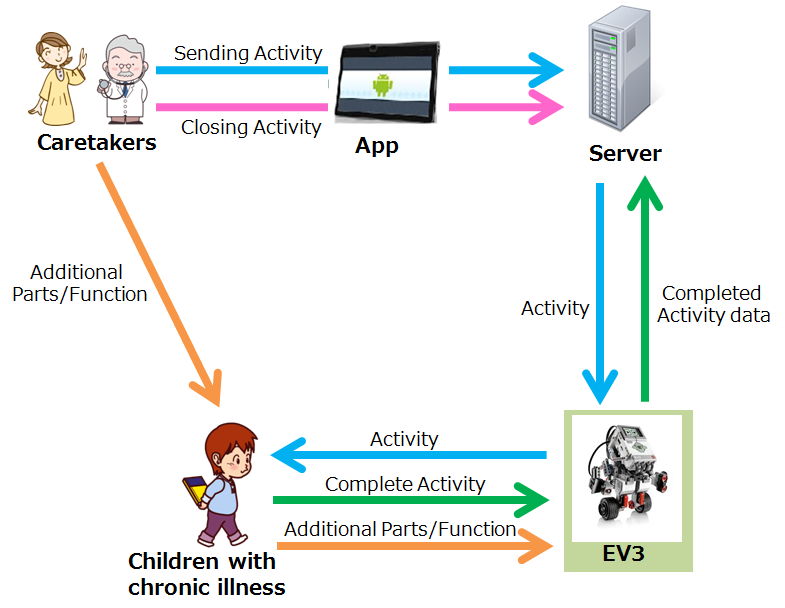 Sending Activity
Closing Activity
Caretakers
App
Server
Additional
Parts/Function
Activity
Completed
Activity data
Activity
Complete Activity
Additional Parts/Function
Children with
chronic illness
EV3